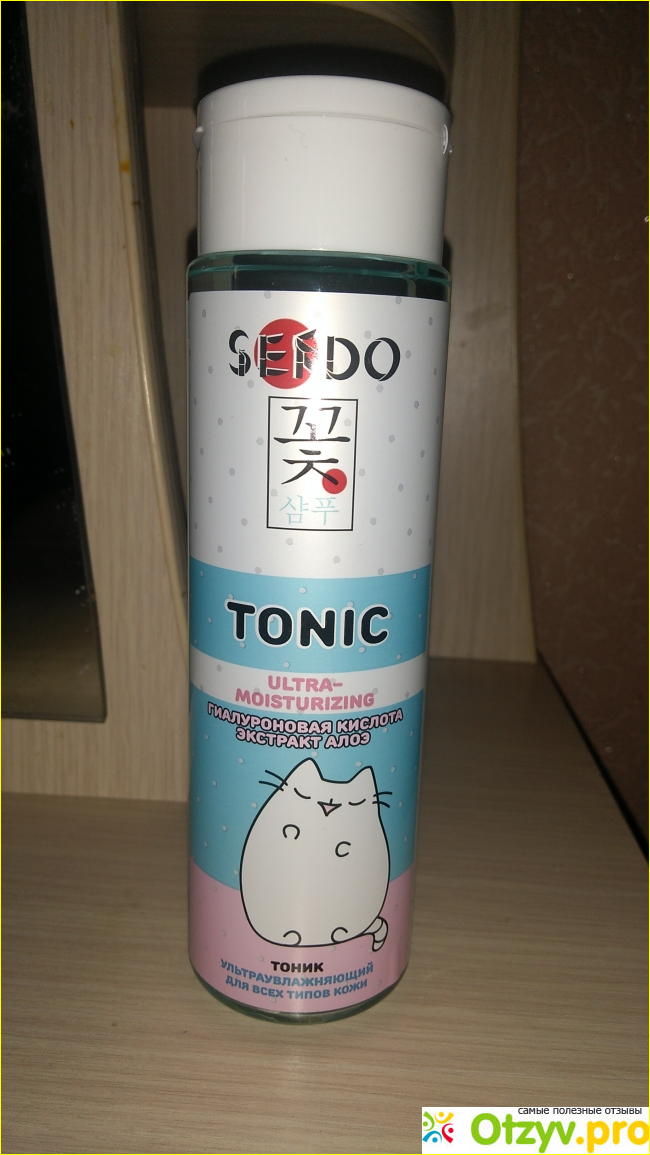 SENDO
꽃
샴푸
TONIC
ULTRA-
MOISTURIZING
ГИАЛУРОНОВАЯ КИСЛОТА
ЭКСТРАКТ АЛОЭ
ТОНИК
УЛЬТРАУВЛАЖНЯЮЩИЙ
ДЛЯ ВСЕХ ТИПОВ КОЖИ
самые полезные отзывы
Otzyv.pro